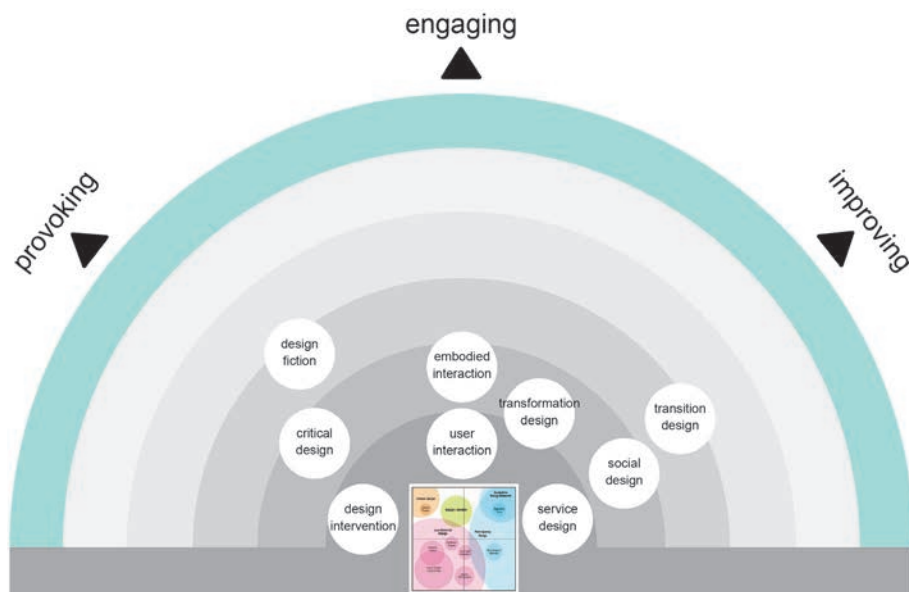 engaging
provoking
improving
design
fiction
embodied
interaction
transformation
design
transition
design
critical
design
user
interaction
social
design
design
intervention
service
design